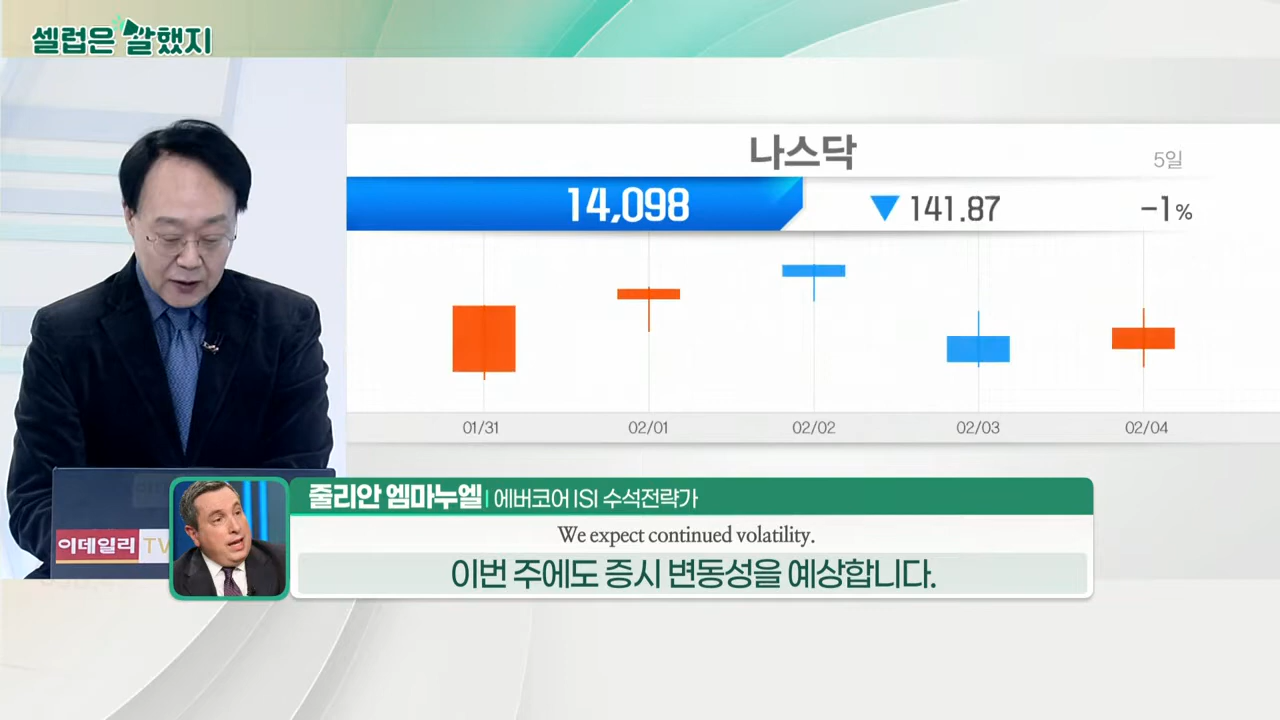 셀럽은 말했지
나스닥
5일
14,098 ▼ 141.87 -1%
01/31 02/01 02/02 02/03 02/04
줄리안 엠마누엘 | 에버코어 ISI 수석전략가
We expect continued volatility.
이번 주에도 증시 변동성을 예상합니다.
이데일리 TV